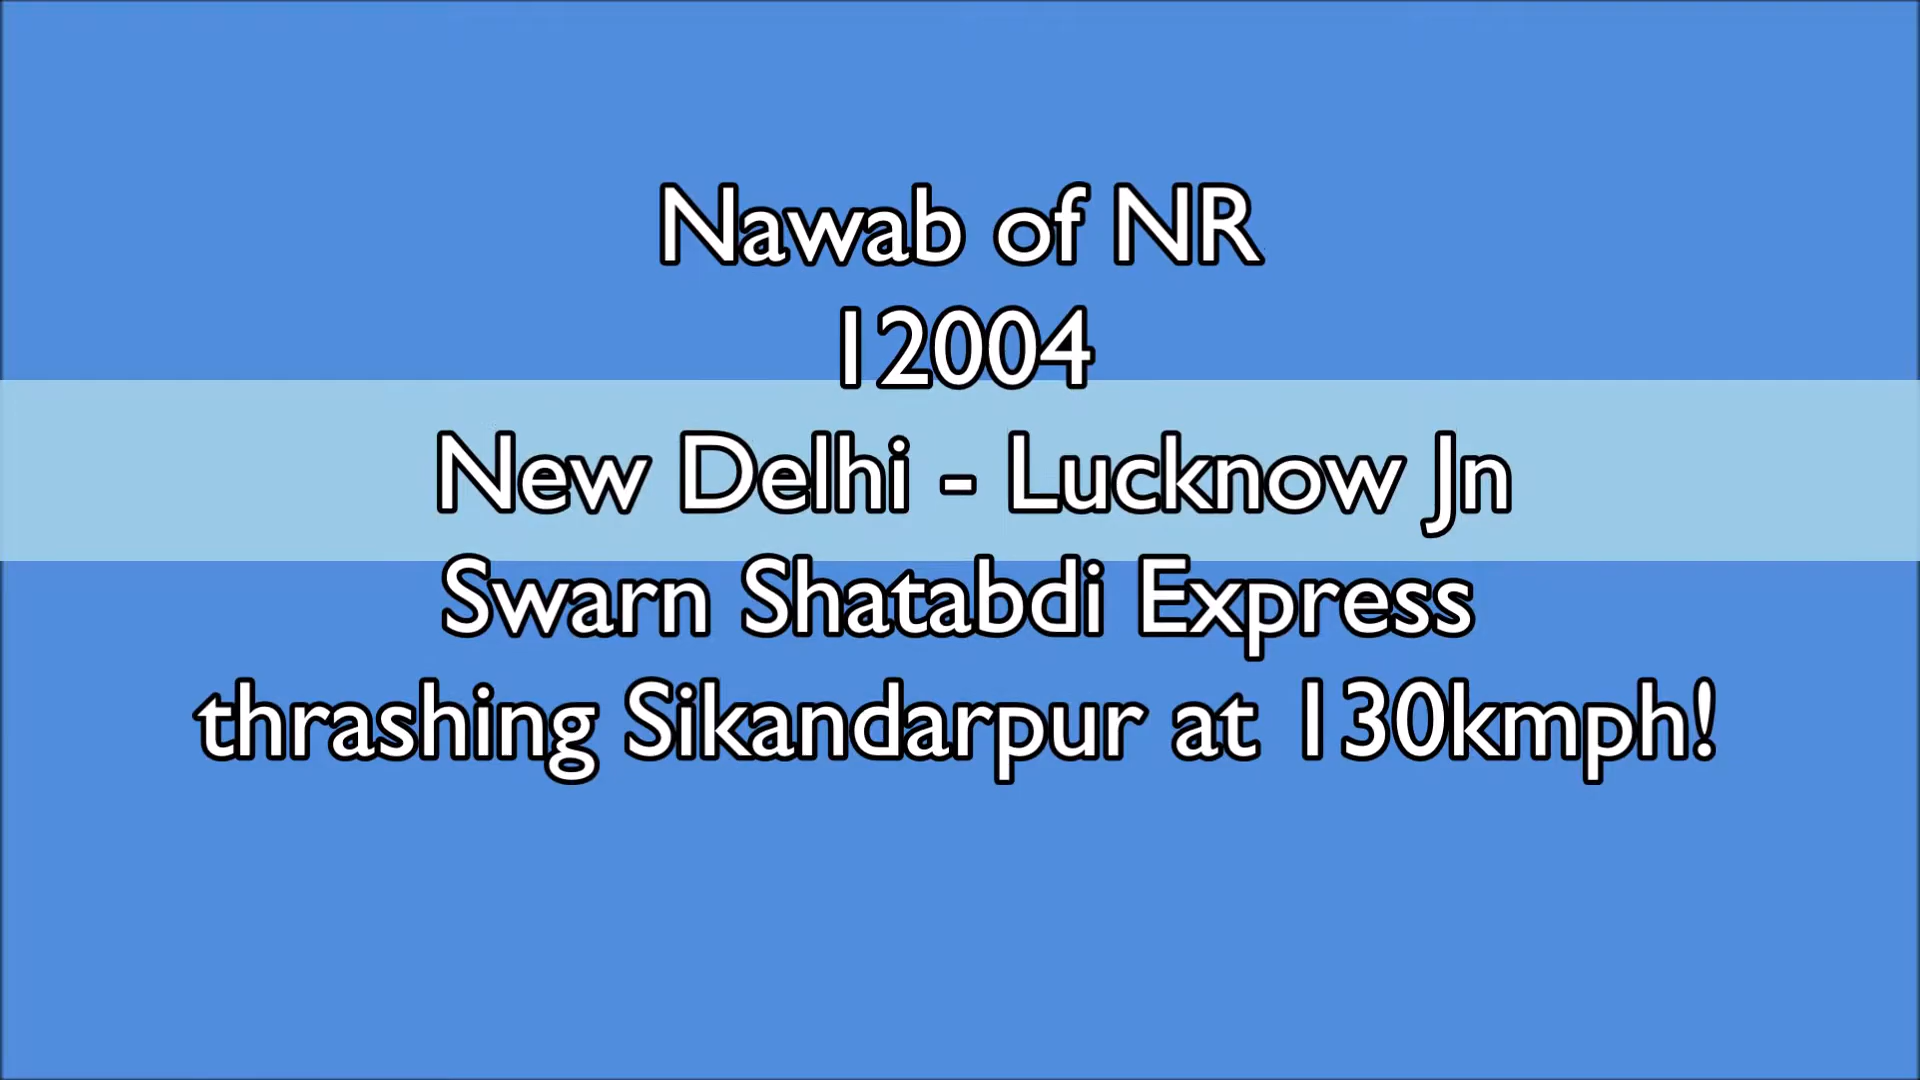 Nawab of NR
12004
New Delhi - Lucknow Jn
Swarn Shatabdi Express
thrashing Sikandarpur at 130kmph!